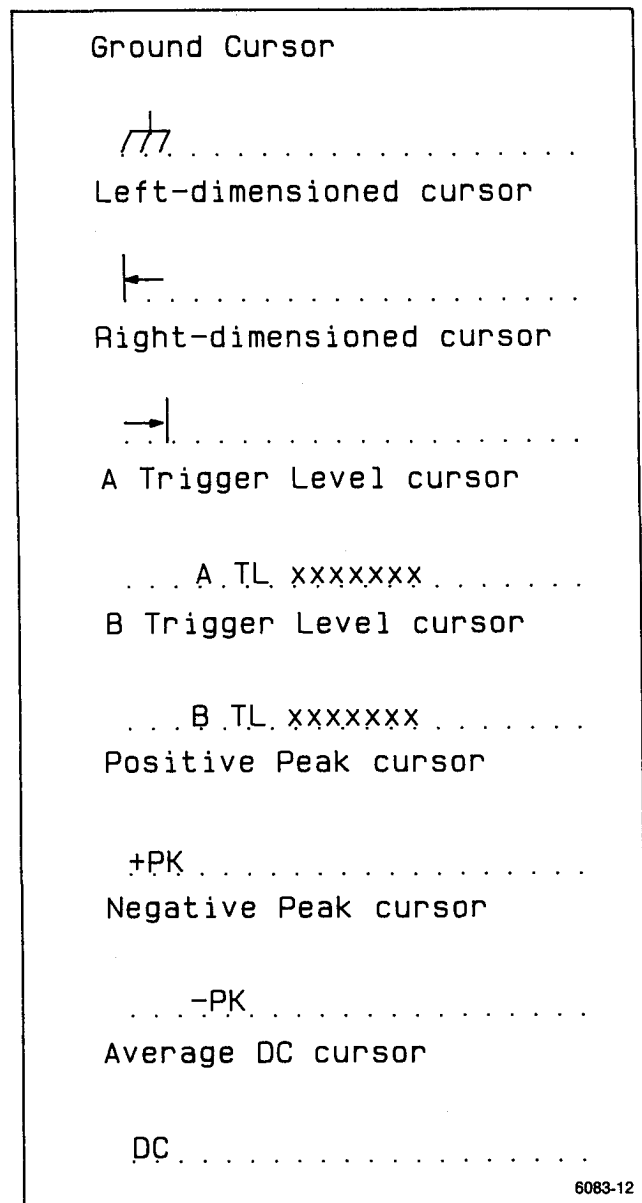 Ground Cursor
Left-dimensioned cursor
Right-dimensioned cursor
A Trigger Level cursor
. . . A . TL . xxxxxxx . . . . . . .
B Trigger Level cursor
. . . B . TL . xxxxxxx . . . . . . .
Positive Peak cursor
+PK . . . . . . . . . . . . . . . .
Negative Peak cursor
. . . -PK . . . . . . . . . . . . . .
Average DC cursor
DC . . . . . . . . . . . . . . . .
6083-12